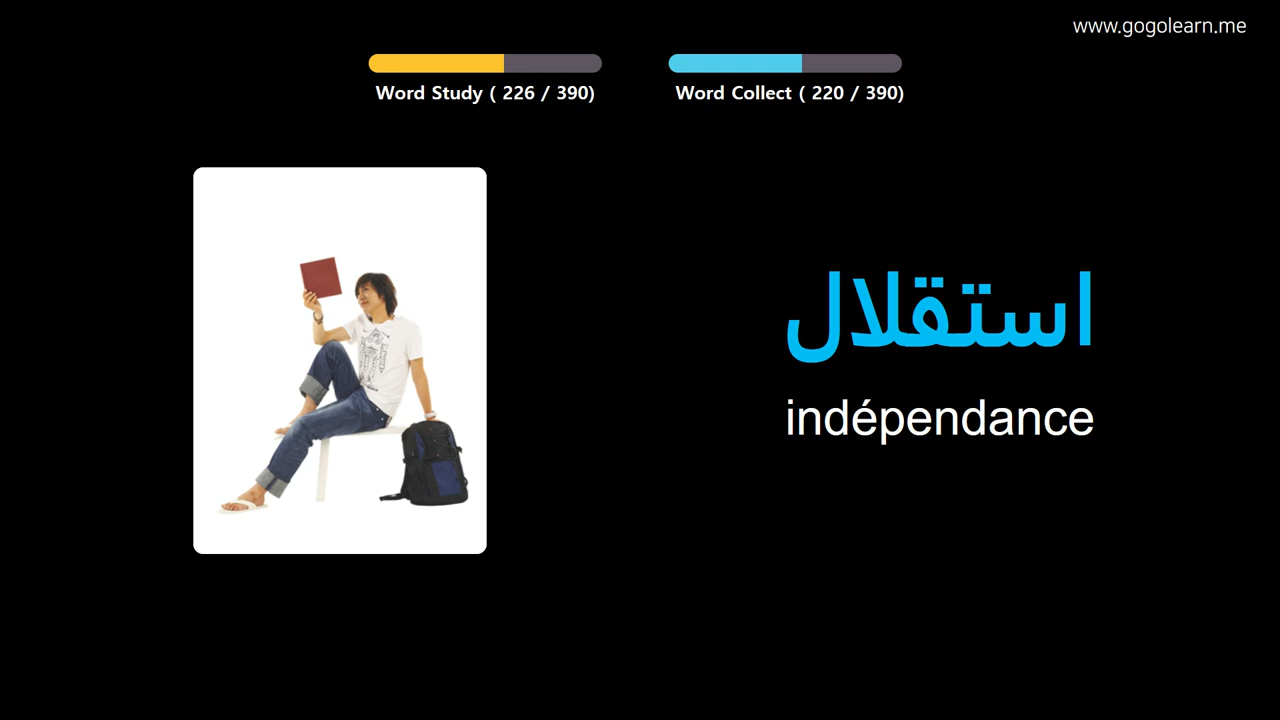 www.gogolearn.me
Word Study ( 226 / 390)
Word Collect ( 220 / 390)
استقلال
indépendance